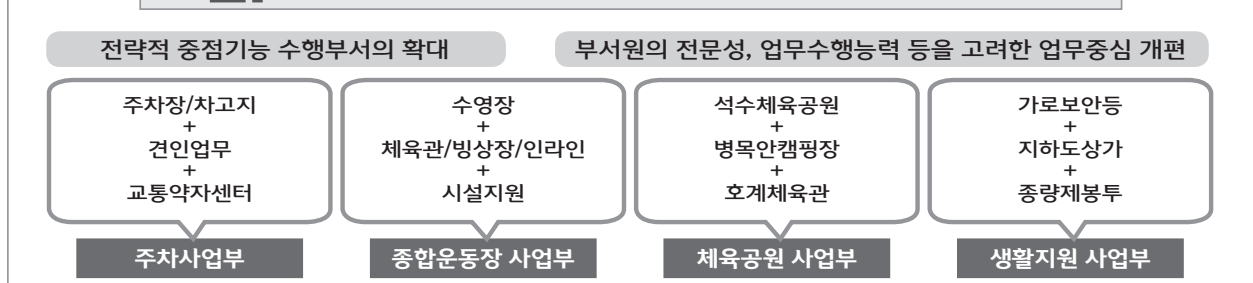 전략적 중점기능 수행부서의 확대
부서원의 전문성, 업무수행능력 등을 고려한 업무중심 개편
주차장/차고지
+
견인업무
+
교통약자센터
주차사업부
수영장
+
체육관/빙상장/인라인
+
시설지원
종합운동장 사업부
석수체육공원
+
병목안캠핑장
+
호계체육관
체육공원 사업부
가로보안등
+
지하도상가
+
종량제봉투
생활지원 사업부